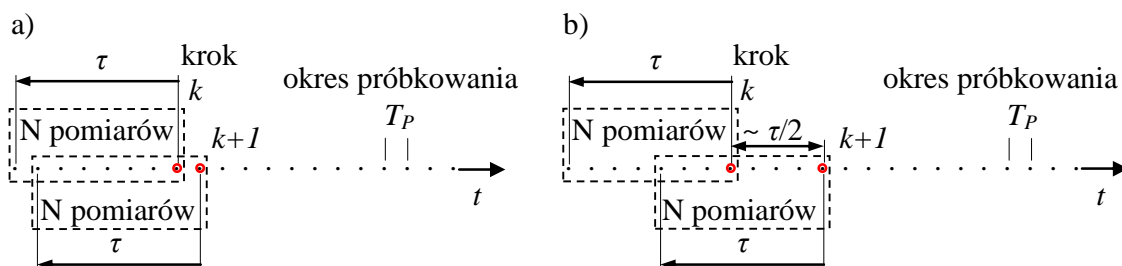 a)
τ
krok
k
okres próbkowania
T_P
N pomiarów
k+1
t
N pomiarów
τ
b)
τ
krok
k
okres próbkowania
T_P
N pomiarów
~ τ/2
k+1
t
N pomiarów
τ